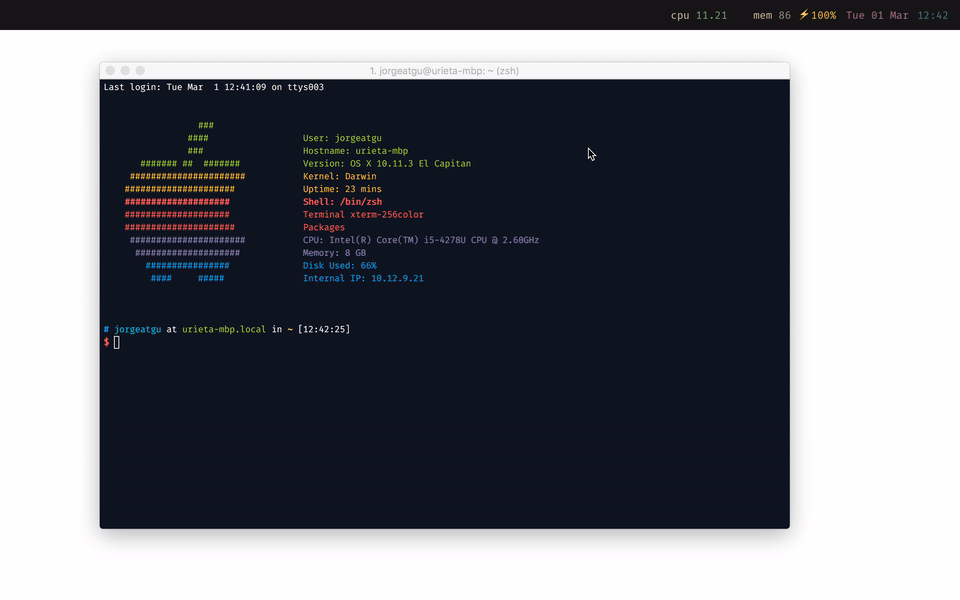 cpu 11.21 mem 86 ⚡100% Tue 01 Mar 12:42
1. jorgeatgu@urieta-mbp: ~ (zsh)
Last login: Tue Mar  1 12:41:09 on ttys003
###
#### User: jorgeatgu
### Hostname: urieta-mbp
####### ##  ####### Version: OS X 10.11.3 El Capitan
###################### Kernel: Darwin
##################### Uptime: 23 mins
#################### Shell: /bin/zsh
#################### Terminal xterm-256color
##################### Packages
###################### CPU: Intel(R) Core(TM) i5-4278U CPU @ 2.60GHz
#################### Memory: 8 GB
################ Disk Used: 66%
####     ##### Internal IP: 10.12.9.21
# jorgeatgu at urieta-mbp.local in ~ [12:42:25]
$